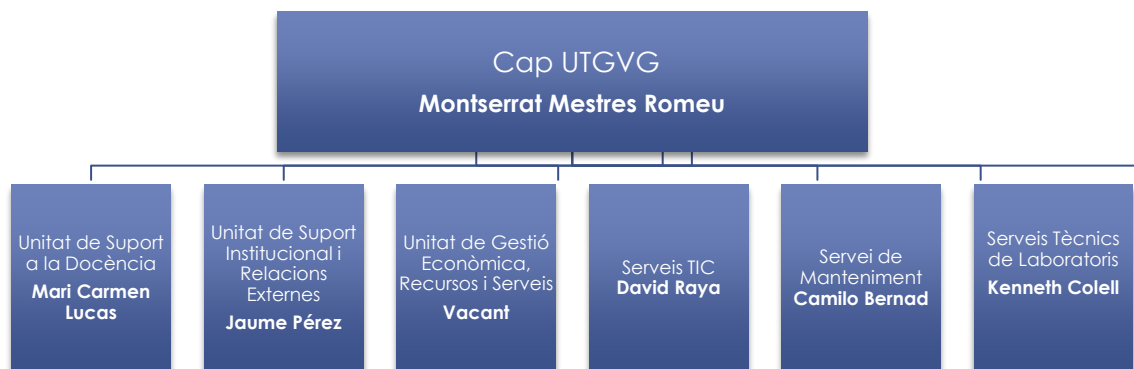 Cap UTGVG
Montserrat Mestres Romeu
Unitat de Suport
a la Docència
Mari Carmen
Lucas
Unitat de Suport
Institucional i
Relacions
Externes
Jaume Pérez
Unitat de Gestió
Econòmica,
Recursos i Serveis
Vacant
Serveis TIC
David Raya
Servei de
Manteniment
Camilo Bernad
Serveis Tècnics
de Laboratoris
Kenneth Colell